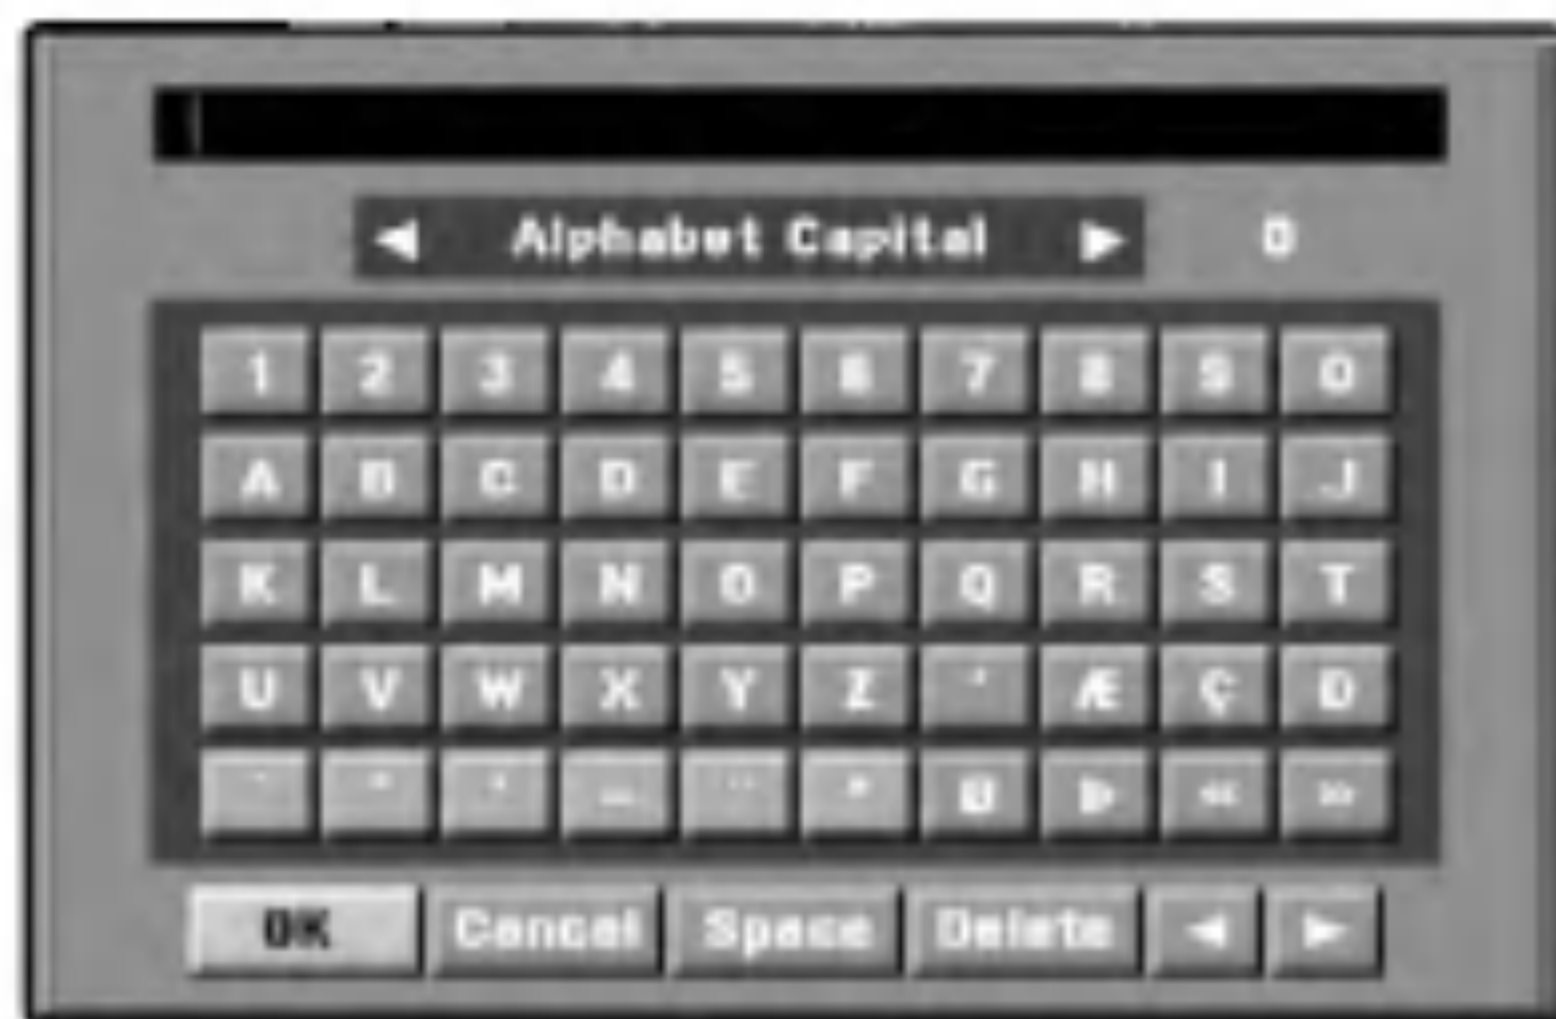 ◀ Alphabet Capital ▶ 0
1 2 3 4 5 6 7 8 9 0
A B C D E F G H I J
K L M N O P Q R S T
U V W X Y Z ' Æ Ç
« »
OK Cancel Space Delete ◀ ▶